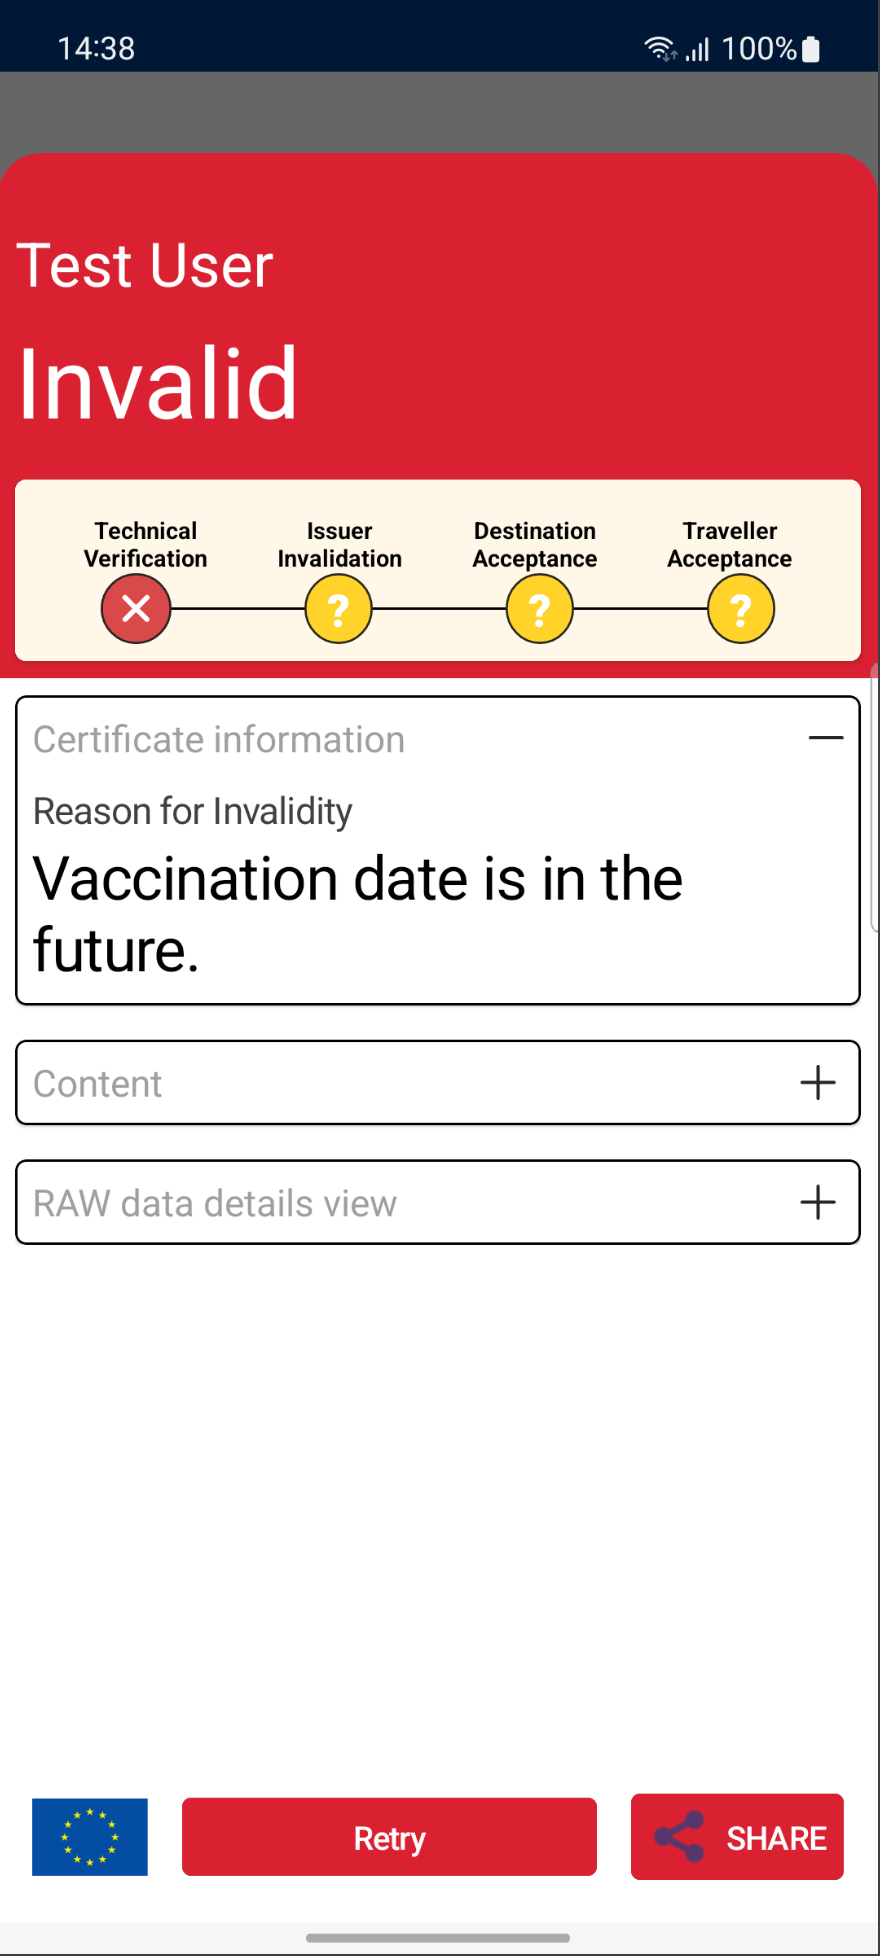 14:38
100%
Test User
Invalid
Technical
Verification
Issuer
Invalidation
Destination
Acceptance
Traveller
Acceptance
?
?
?
Certificate information
Reason for Invalidity
Vaccination date is in the
future.
Content
RAW data details view
Retry
SHARE